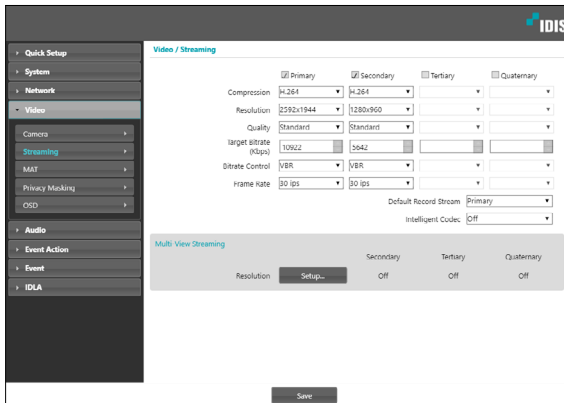 IDIS
Quick Setup
System
Network
Video
Camera
Streaming
MAT
Privacy Masking
OSD
Audio
Event Action
Event
IDLA
Video / Streaming
Primary Secondary Tertiary Quaternary
Compression H.264 H.264
Resolution 2592x1944 1280x960
Quality Standard Standard
Target Bitrate (Kbps) 10922 5642
Bitrate Control VBR VBR
Frame Rate 30 ips 30 ips
Default Record Stream Primary
Intelligent Codec Off
Multi View Streaming
Secondary Tertiary Quaternary
Resolution Setup... Off Off Off
Save